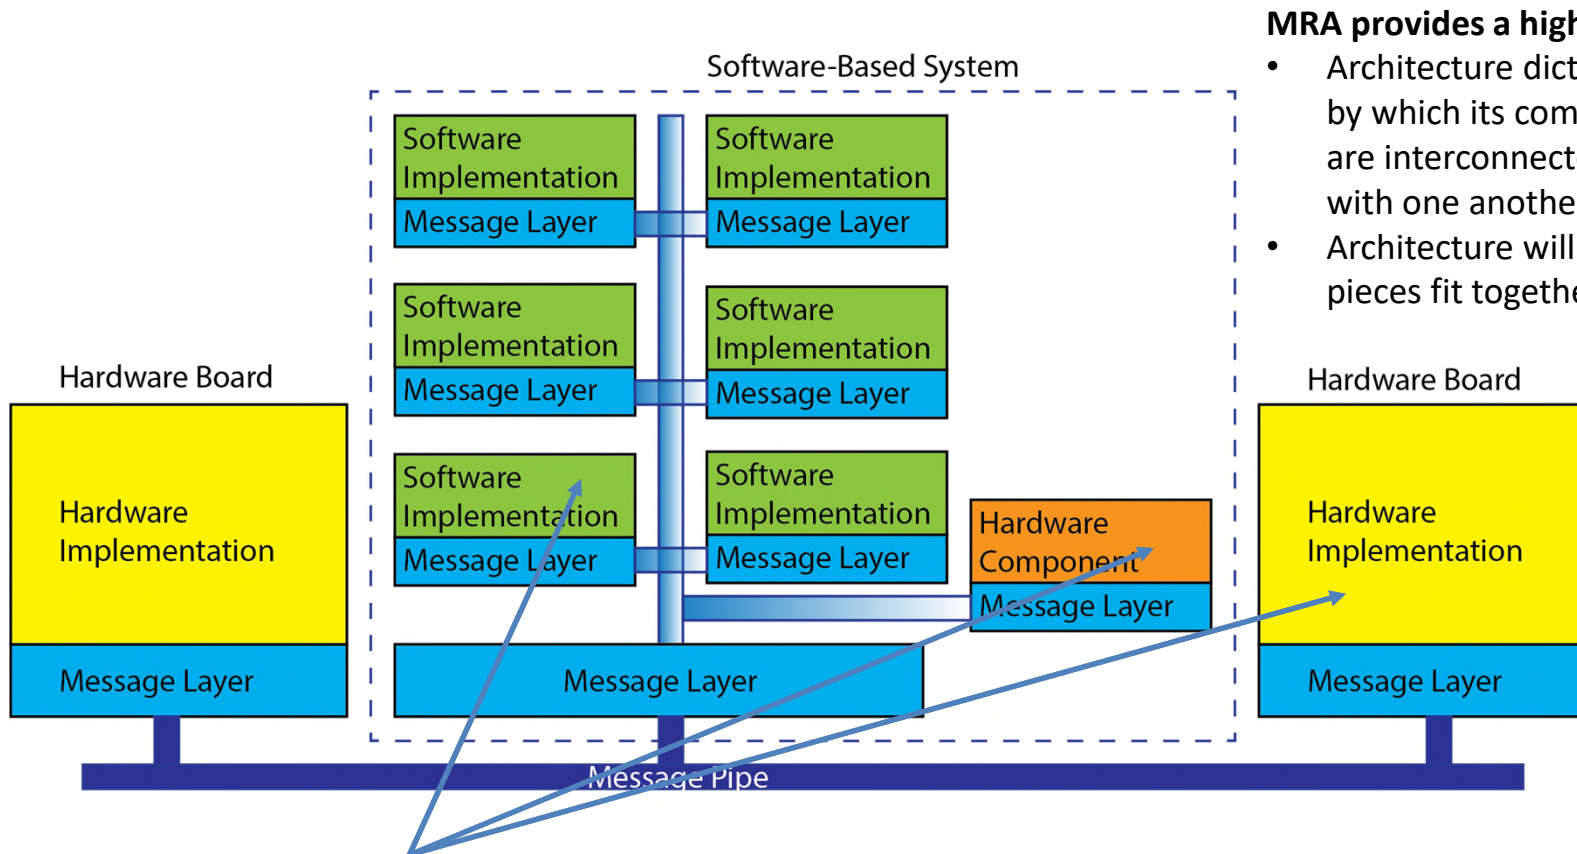 MRA provides a high
• Architecture dict
by which its com
are interconnect
with one anothe
• Architecture will
pieces fit togethe
Software-Based System
Software
Implementation
Message Layer
Software
Implementation
Message Layer
Software
Implementation
Message Layer
Software
Implementation
Message Layer
Software
Implementation
Message Layer
Software
Implementation
Message Layer
Hardware
Component
Message Layer
Message Layer
Hardware Board
Hardware
Implementation
Message Layer
Hardware Board
Hardware
Implementation
Message Layer
Message Pipe